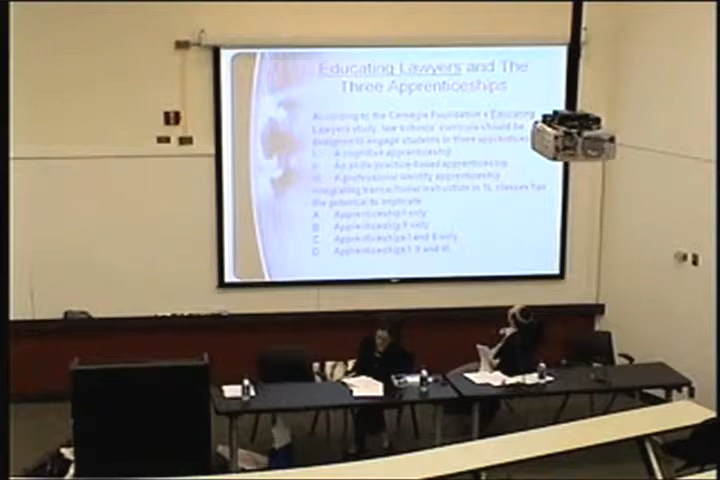 Educating Lawyers and The
Three Apprenticeships
According to the Carnegie Foundation's Educating
Lawyers study, law schools' curricula should be
designed to engage students in three apprenticeships
I. A cognitive apprenticeship
II. apprenticeship
III. A professional identity apprenticeship
Integrating transactional instruction in 1L classes has
the potential to implicate
A. Apprenticeship I only
B. Apprenticeship II only
C. Apprenticeships I and II only
D. Apprenticeships I, II and III